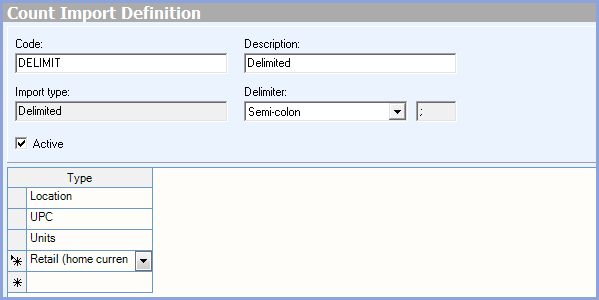 Count Import Definition
Code: Description:
DELIMIT Delimited
Import type: Delimiter:
Delimited Semi-colon ;
Active
Type
Location
UPC
Units
Retail (home curren